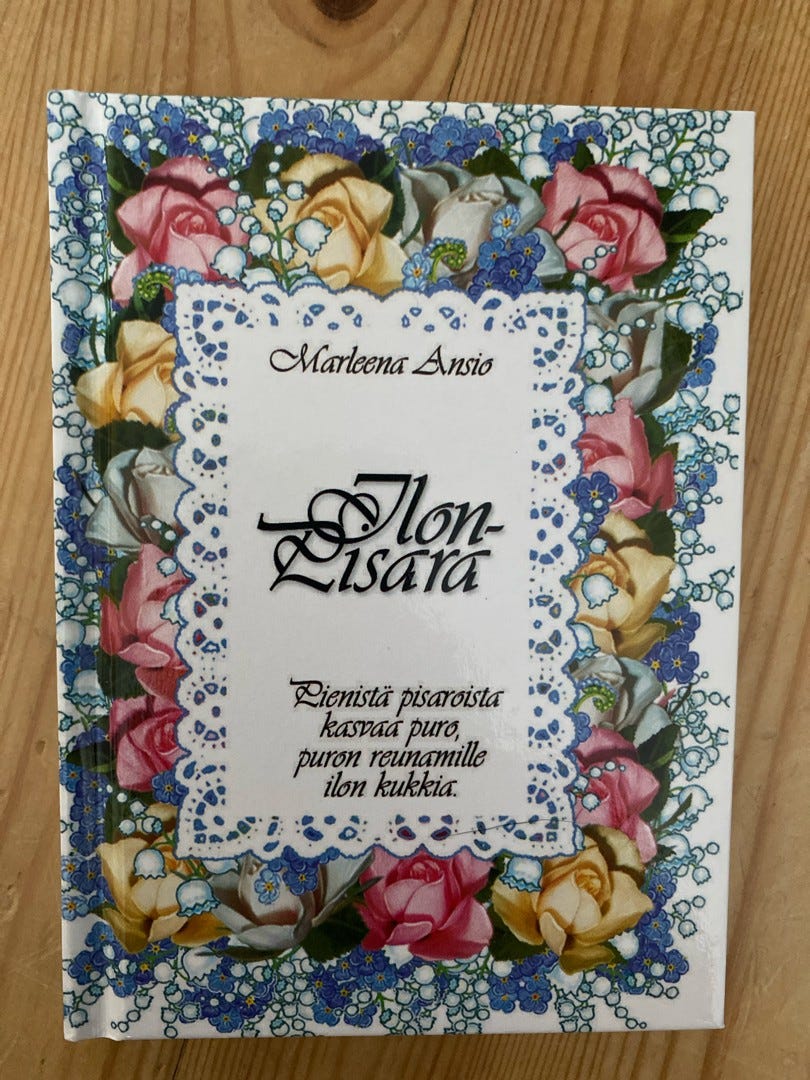 Marleena Ansio
Ilon-
Pisara
Pienistä pisaroista
kasvaa puro,
puron reunamille
ilon kukkia.